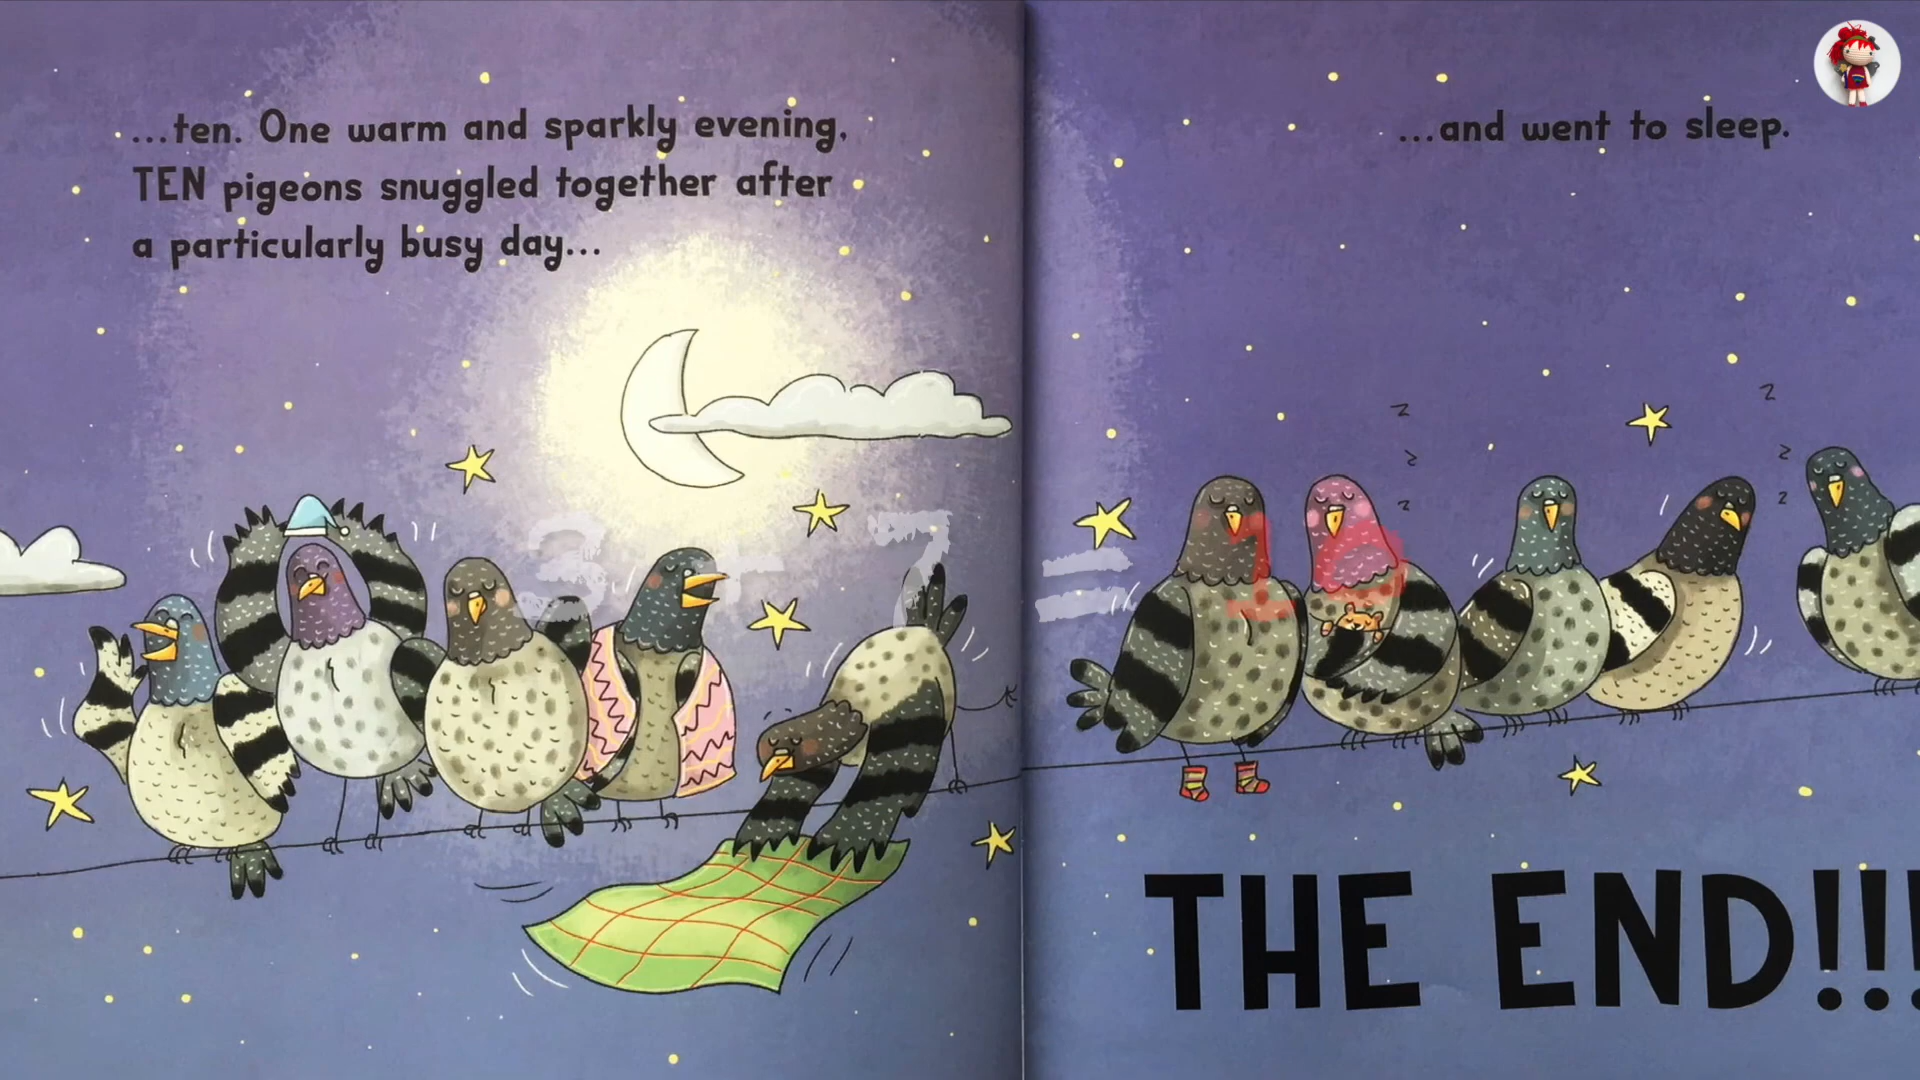 ...ten. One warm and sparkly evening,
TEN pigeons snuggled together after
a particularly busy day...
...and went to sleep.
3 + 7 = 10
z
z
z
z
z
z
THE END!!!